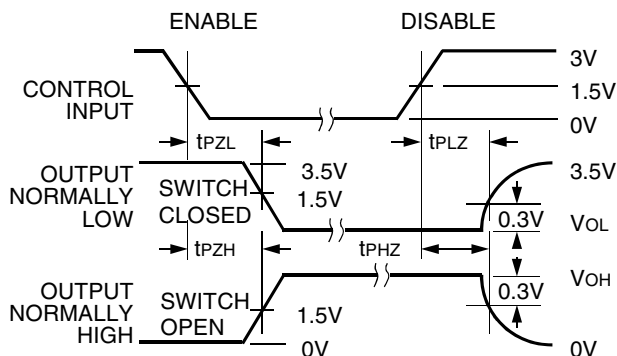 ENABLE DISABLE
3V
CONTROL
INPUT
1.5V
0V
tPZL tPLZ
OUTPUT
NORMALLY
LOW
SWITCH
CLOSED
3.5V
1.5V
3.5V
0.3V
VOL
tPZH tPHZ
OUTPUT
NORMALLY
HIGH
SWITCH
OPEN
1.5V
0V
VOH
0.3V
0V